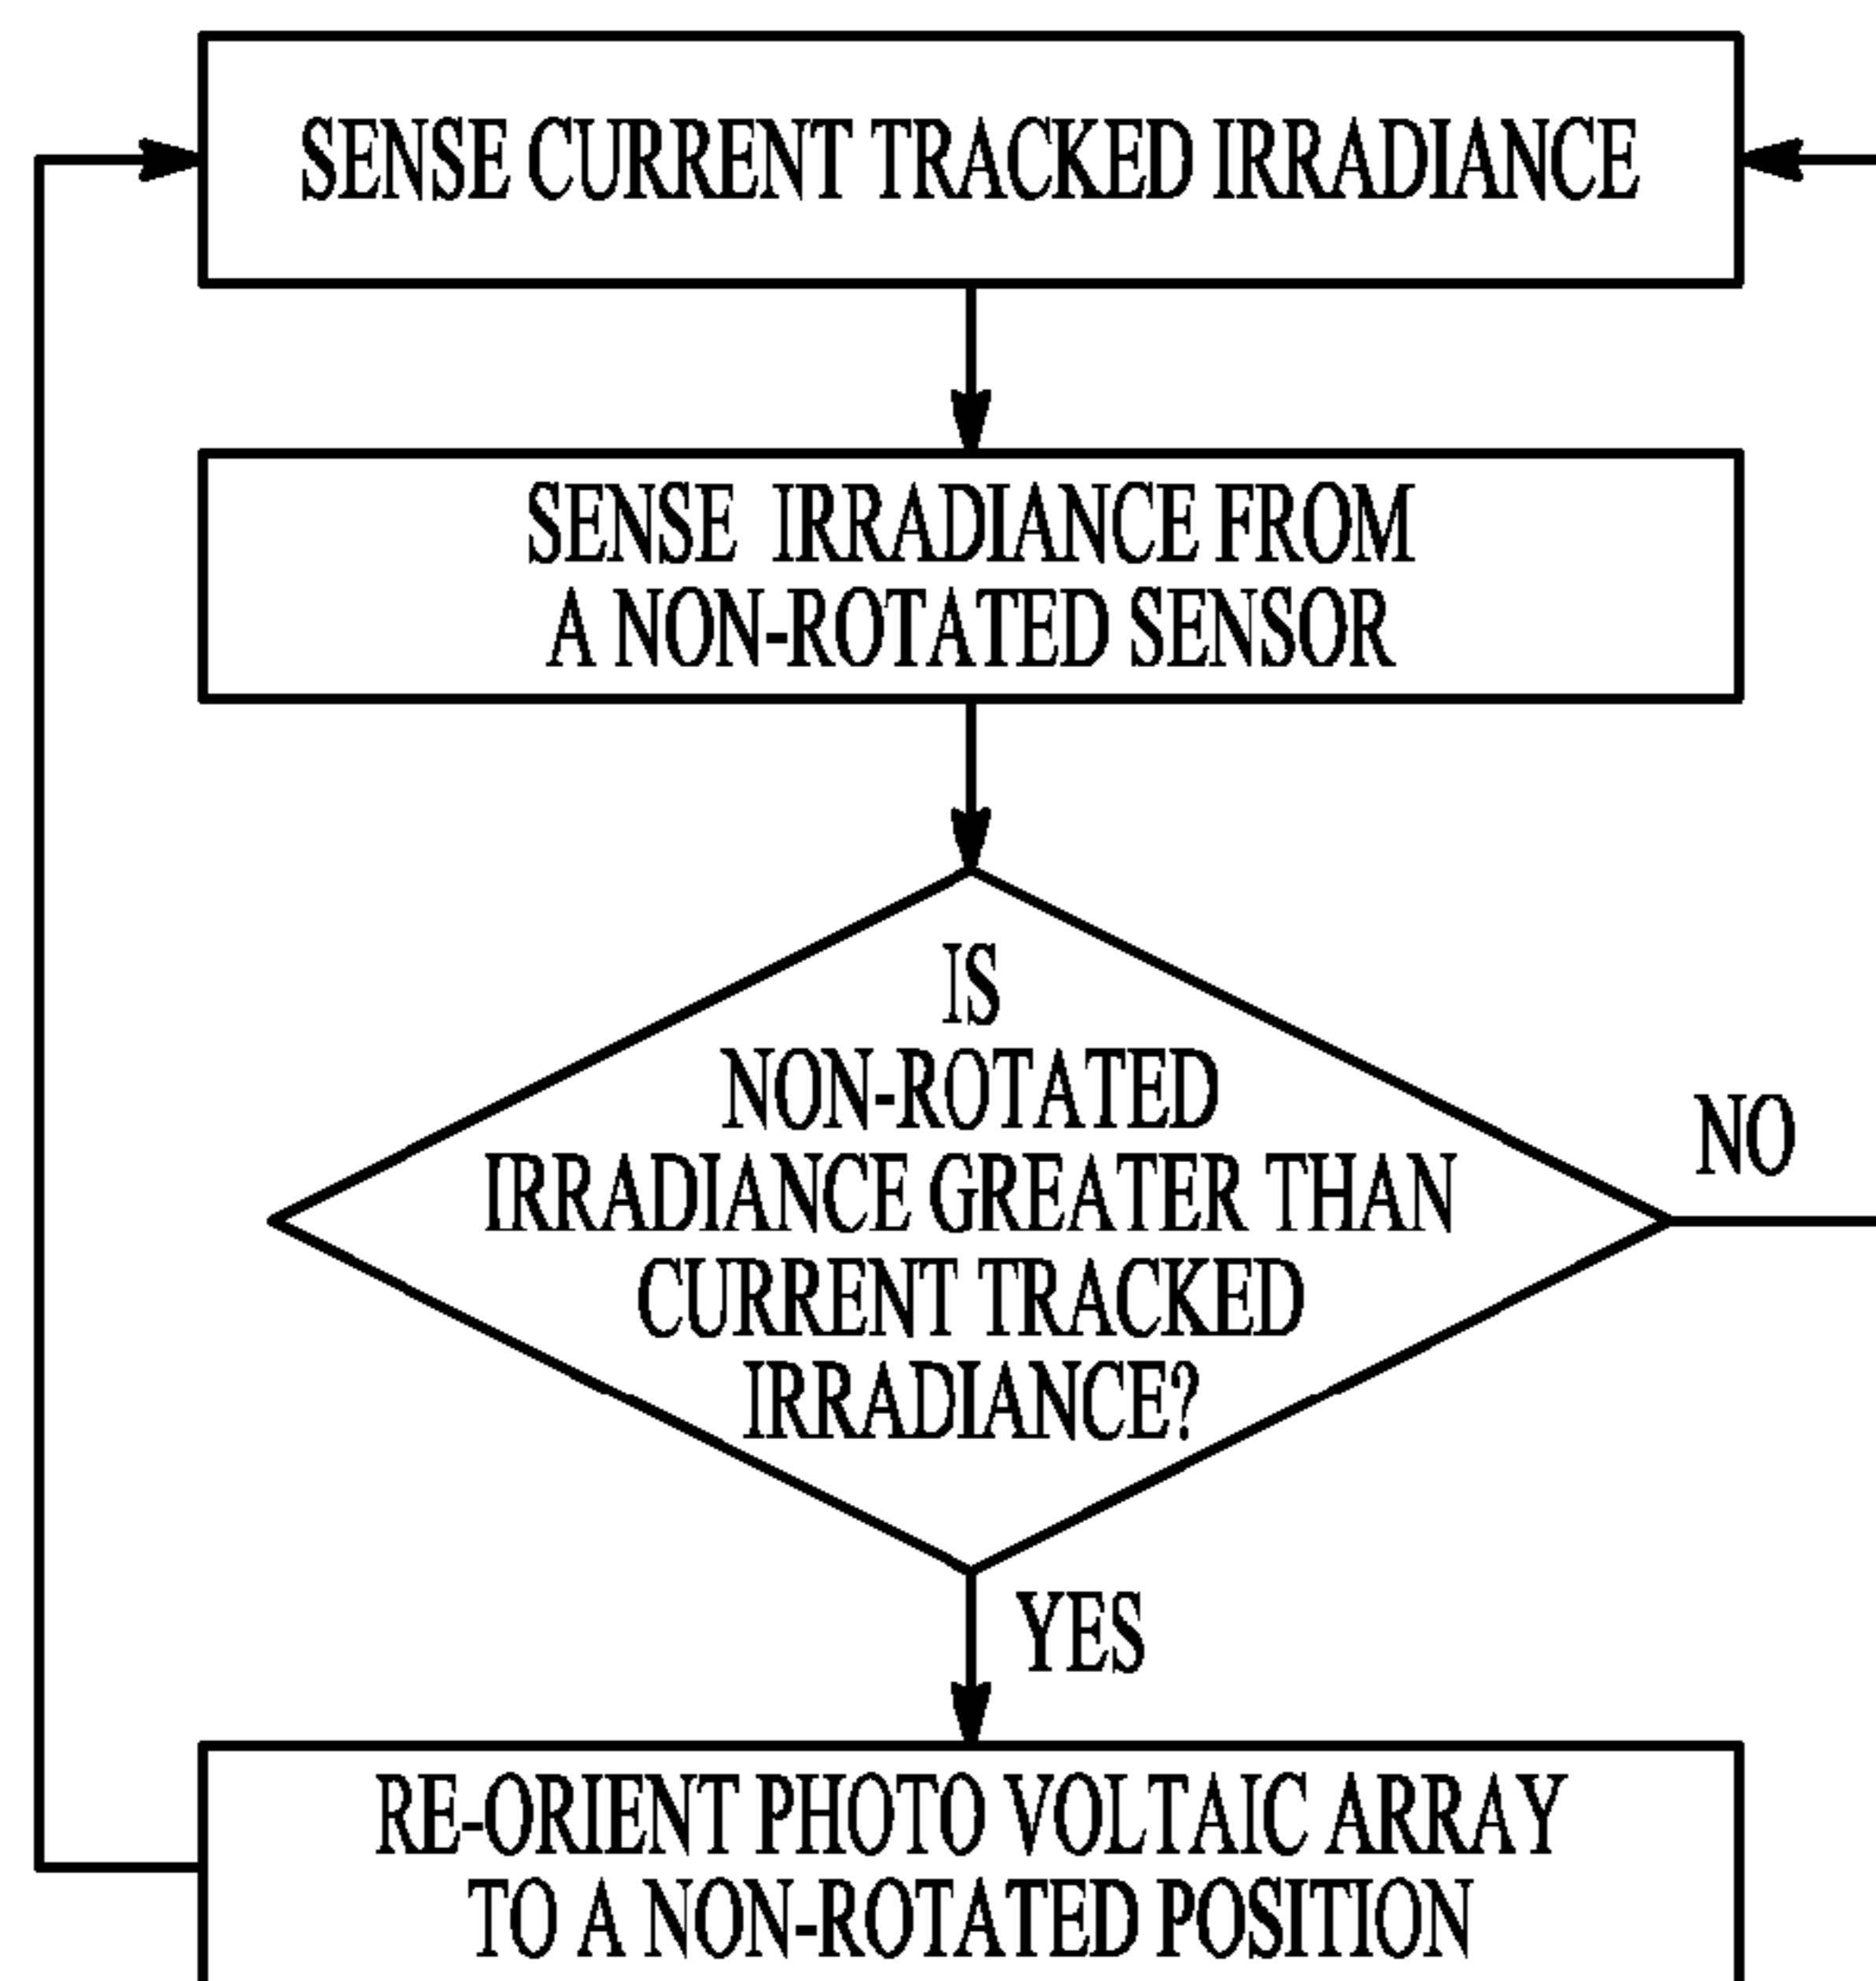 SENSE CURRENT TRACKED IRRADIANCE
SENSE IRRADIANCE FROM
A NON-ROTATED SENSOR
IS
NON-ROTATED
IRRADIANCE GREATER THAN
CURRENT TRACKED
IRRADIANCE?
NO
YES
RE-ORIENT PHOTO VOLTAIC ARRAY
TO A NON-ROTATED POSITION